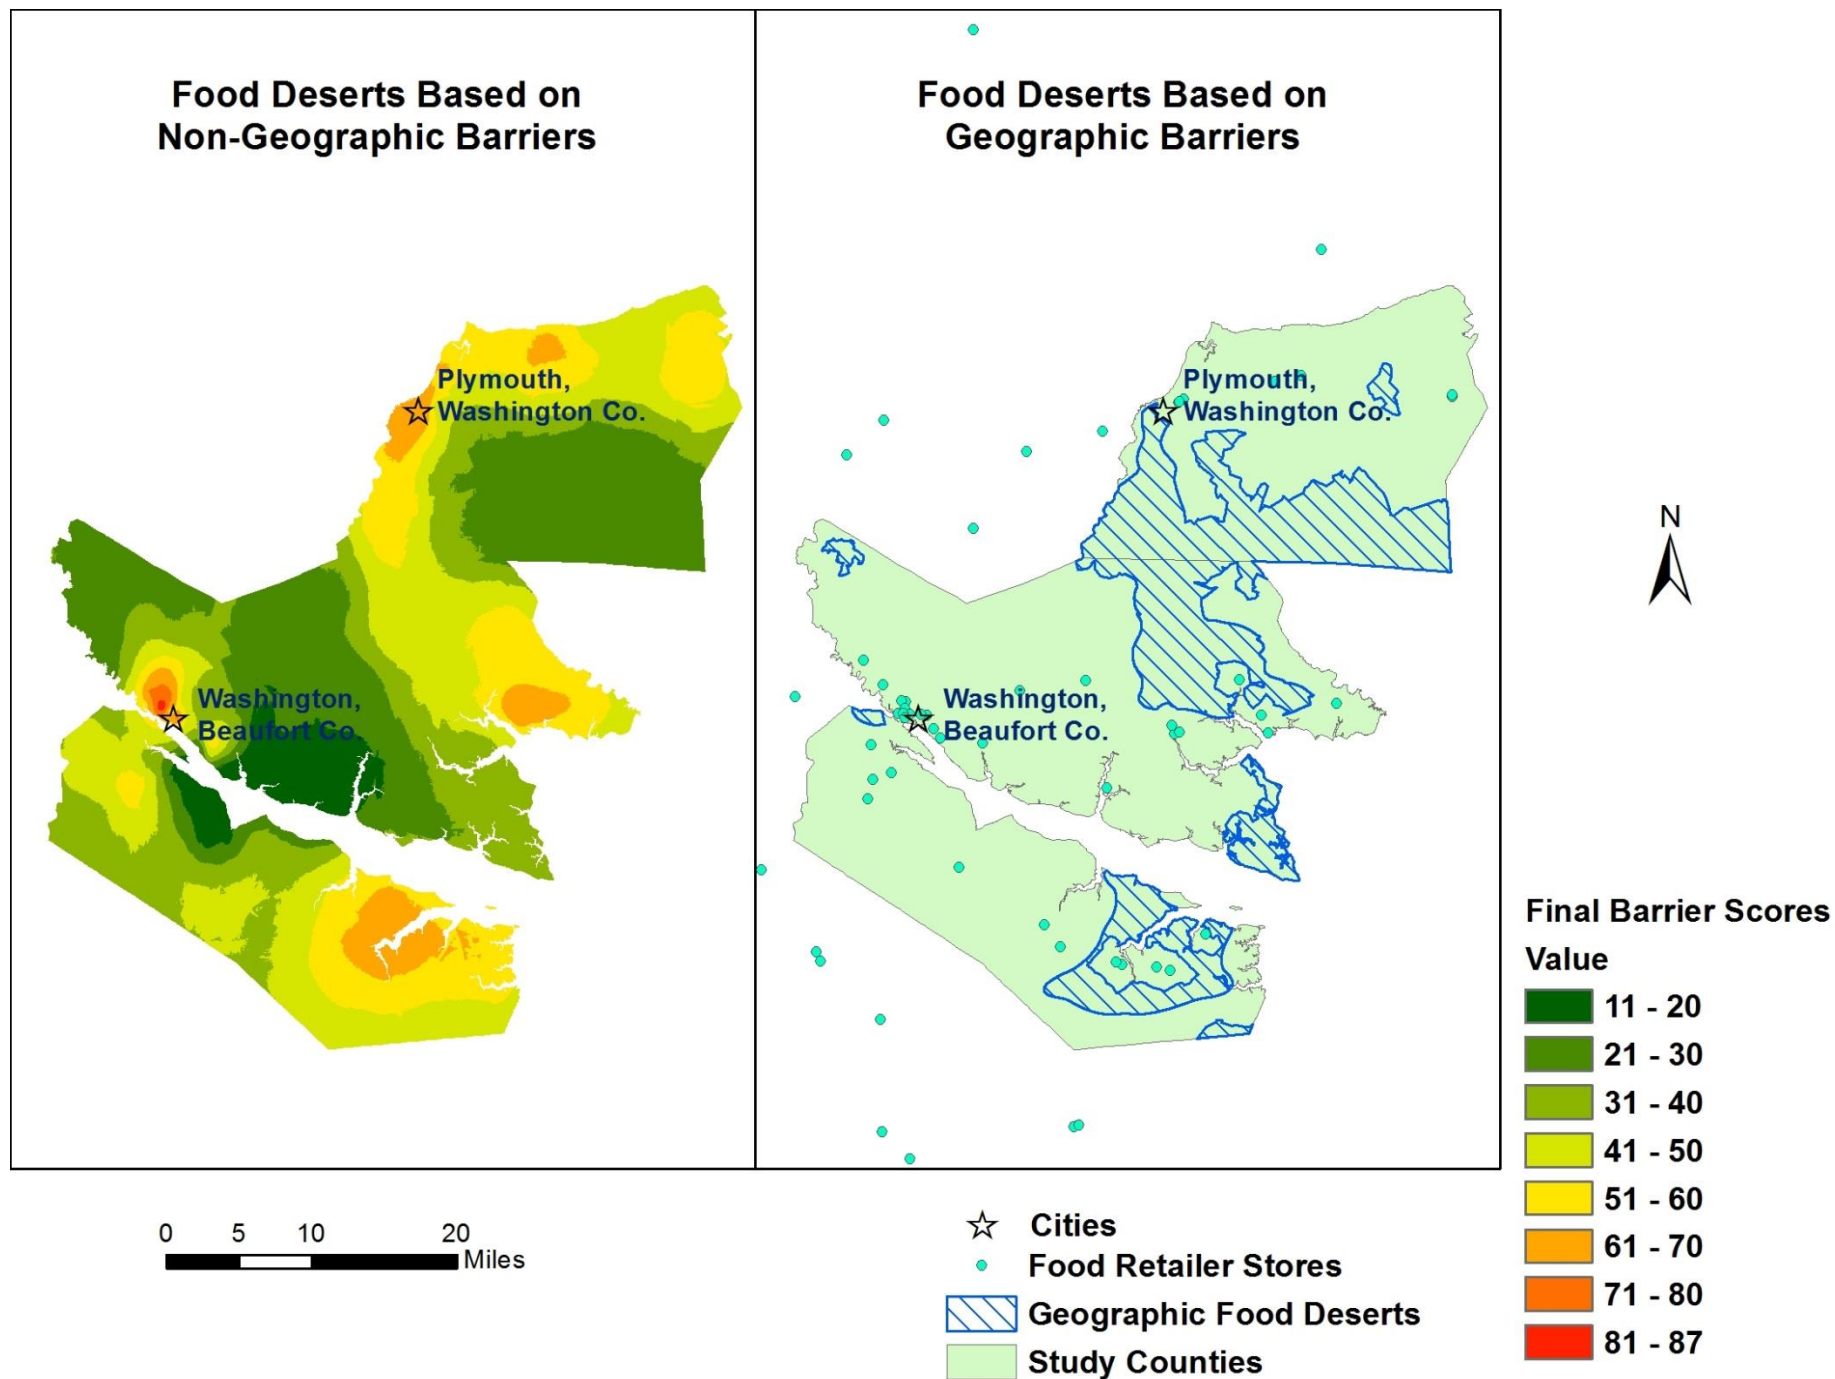 Food Deserts Based on
Non-Geographic Barriers
Food Deserts Based on
Geographic Barriers
Plymouth,
Washington Co.
Washington,
Beaufort Co.
Plymouth,
Washington Co.
Washington,
Beaufort Co.
N
Final Barrier Scores
Value
11 - 20
21 - 30
31 - 40
41 - 50
51 - 60
61 - 70
71 - 80
81 - 87
0 5 10 20
Miles
Cities
Food Retailer Stores
Geographic Food Deserts
Study Counties